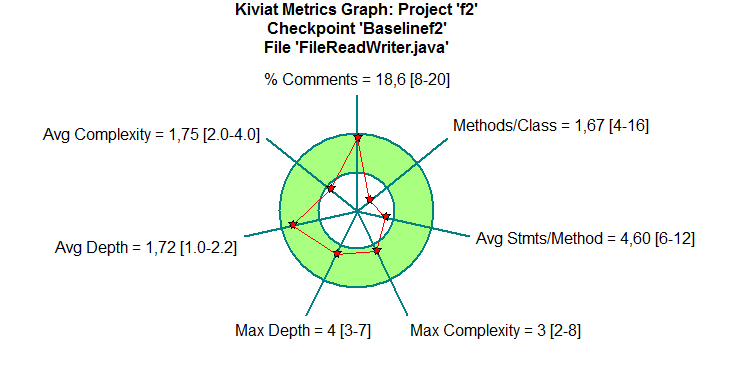 Kiviat Metrics Graph: Project 'f2'
Checkpoint 'Baselinef2'
File 'FileReadWriter.java'
% Comments = 18,6 [8-20]
Methods/Class = 1,67 [4-16]
Avg Complexity = 1,75 [2.0-4.0]
Avg Stmts/Method = 4,60 [6-12]
Avg Depth = 1,72 [1.0-2.2]
Max Depth = 4 [3-7]
Max Complexity = 3 [2-8]